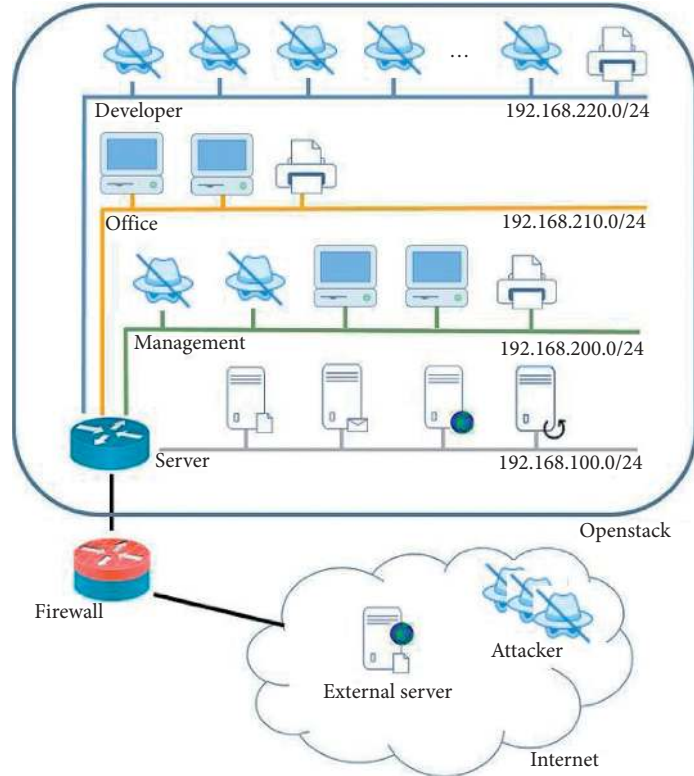 ...
Developer
192.168.220.0/24
Office
192.168.210.0/24
Management
192.168.200.0/24
Server
192.168.100.0/24
Openstack
Firewall
Attacker
External server
Internet